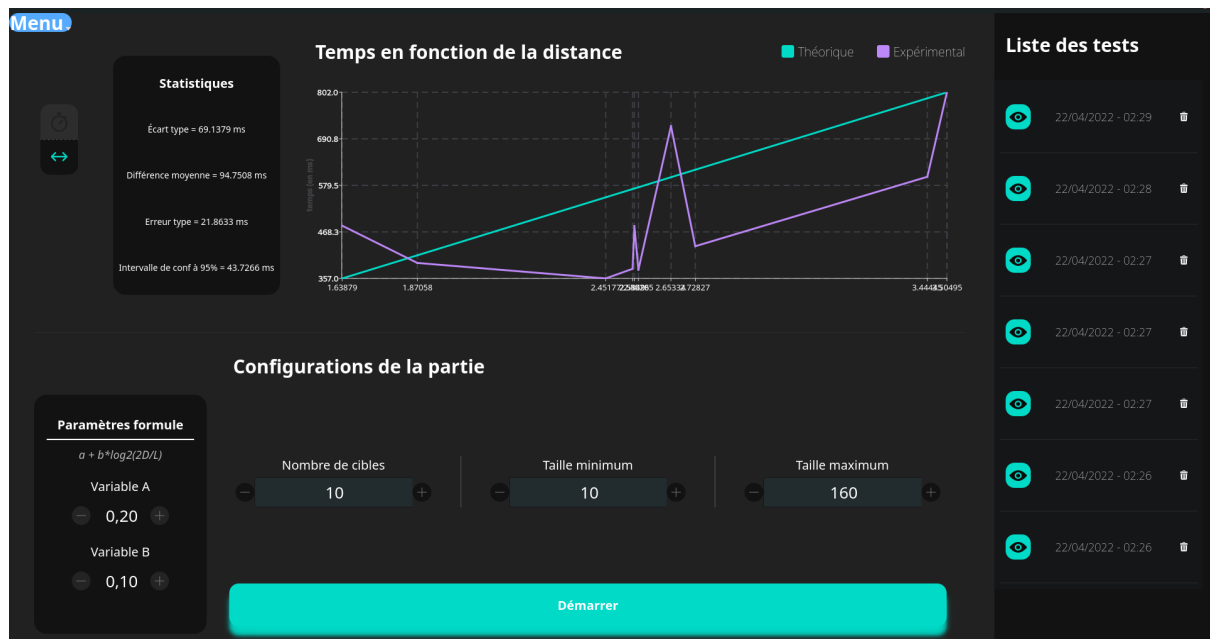 Menu
Temps en fonction de la distance
Théorique
Expérimental
Liste des tests
Statistiques
Écart type = 69.1379 ms
Différence moyenne = 94.7508 ms
Erreur type = 21.8633 ms
Intervalle de conf à 95% = 43.7266 ms
temps (en ms)
802.0
690.8
579.5
468.3
357.0
1.63879
1.87058
2.65334
3.50495
22/04/2022 - 02:29
22/04/2022 - 02:28
22/04/2022 - 02:27
22/04/2022 - 02:27
22/04/2022 - 02:27
22/04/2022 - 02:26
22/04/2022 - 02:26
Configurations de la partie
Paramètres formule
a + b*log2(2D/L)
Variable A
0,20
Variable B
0,10
Nombre de cibles
10
Taille minimum
10
Taille maximum
160
Démarrer